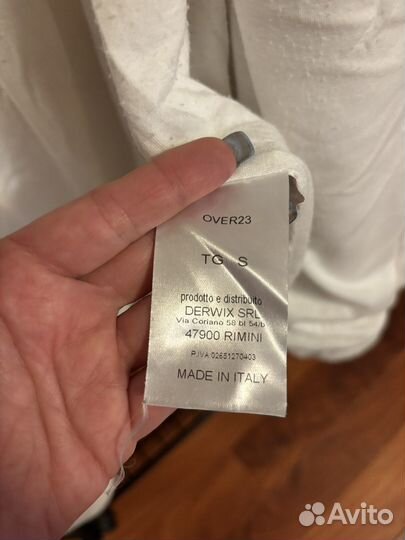 OVER23
TG S
prodotto e distribuito
DERWIX SRL
Via Coriano 58 bl 54/b
47900 RIMINI
P.IVA 02651270403
MADE IN ITALY
Avito